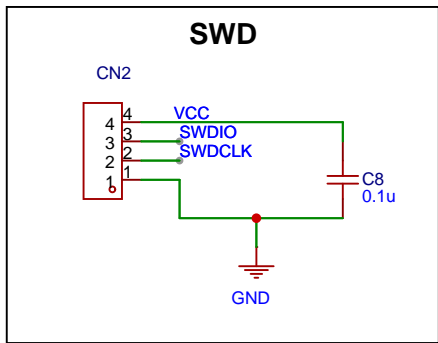 SWD
CN2
4 4 VCC
3 3 SWDIO
2 2 SWDCLK
1 1
C8
0.1u
GND